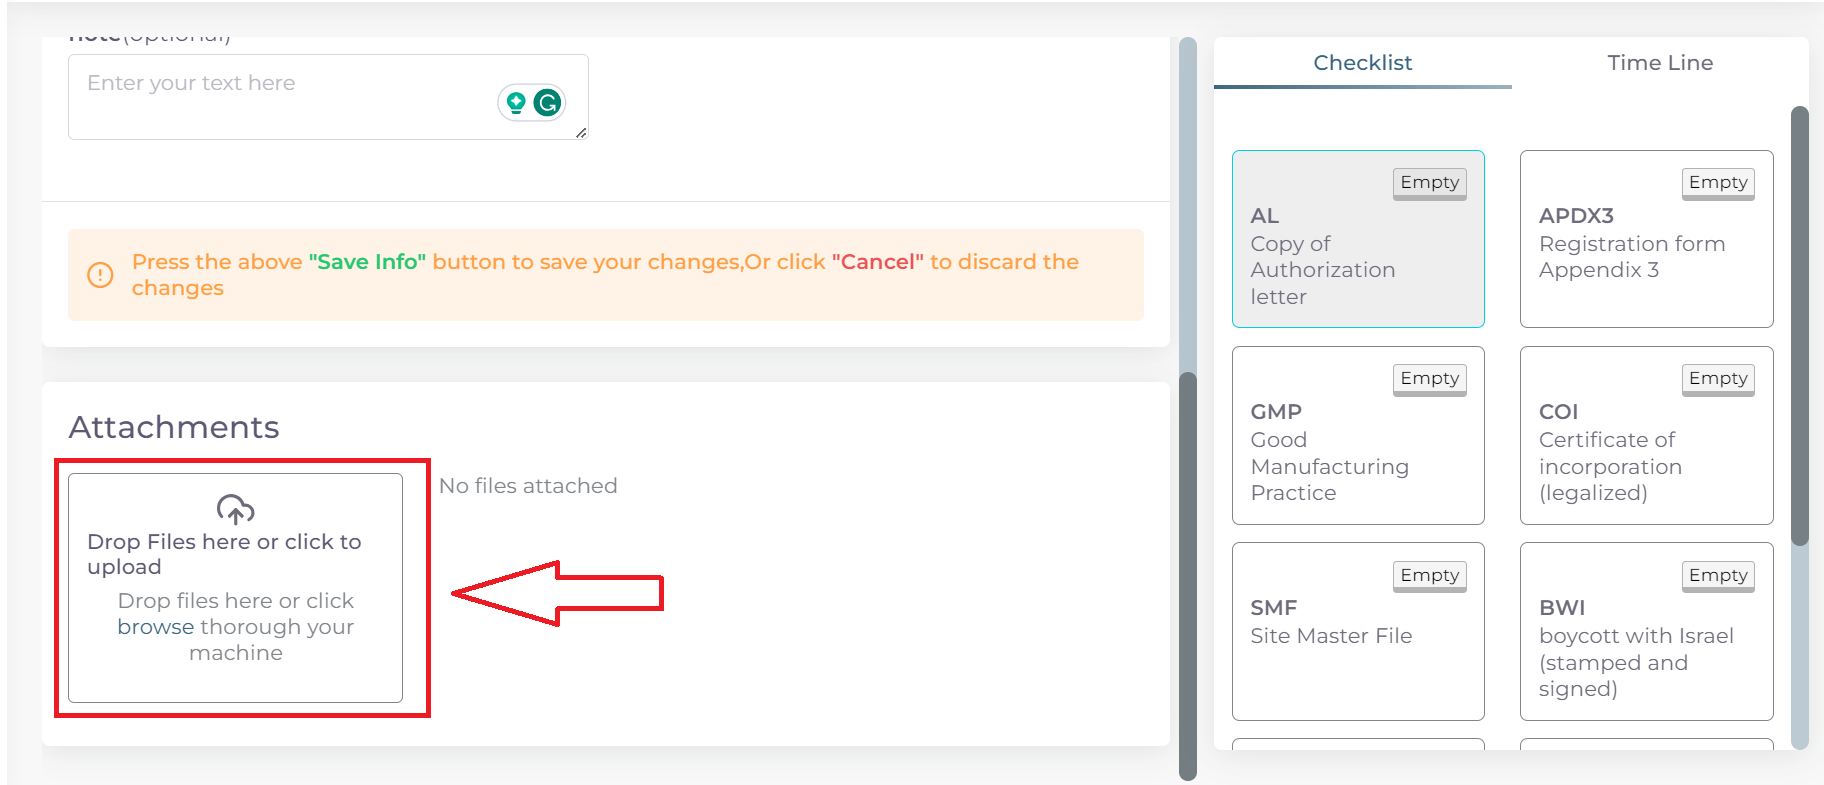 note(optional)
Enter your text here
Press the above "Save Info" button to save your changes,Or click "Cancel" to discard the
changes
Attachments
Drop Files here or click to
upload
Drop files here or click
browse thorough your
machine
No files attached
Checklist
Time Line
Empty
AL
Copy of
Authorization
letter
Empty
APDX3
Registration form
Appendix 3
Empty
GMP
Good
Manufacturing
Practice
Empty
COI
Certificate of
incorporation
(legalized)
Empty
SMF
Site Master File
Empty
BWI
boycott with Israel
(stamped and
signed)